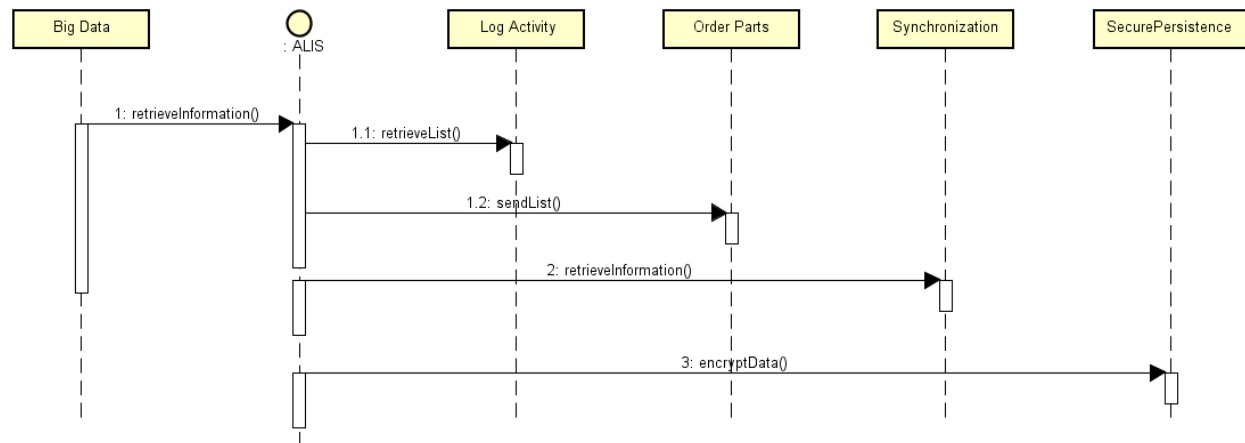 Big Data
: ALIS
Log Activity
Order Parts
Synchronization
SecurePersistence
1: retrieveInformation()
1.1: retrieveList()
1.2: sendList()
2: retrieveInformation()
3: encryptData()